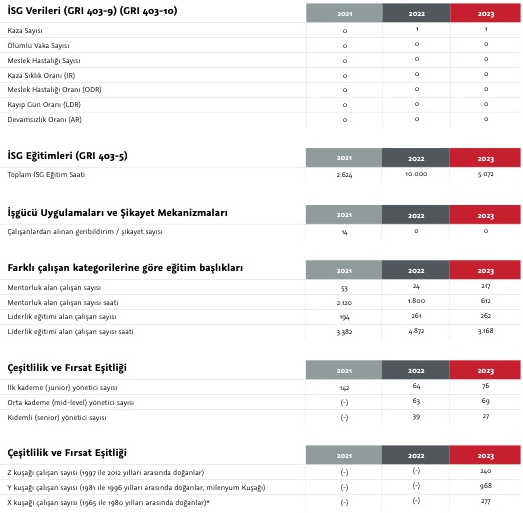 İSG Verileri (GRI 403-9) (GRI 403-10) 2021 2022 2023
Kaza Sayısı 0 1 1
Ölümlü Vaka Sayısı 0 0 0
Meslek Hastalığı Sayısı 0 0 0
Kaza Sıklık Oranı (IR) 0 0 0
Meslek Hastalığı Oranı (ODR) 0 0 0
Kayıp Gün Oranı (LDR) 0 0 0
Devamsızlık Oranı (AR) 0 0 0
İSG Eğitimleri (GRI 403-5) 2021 2022 2023
Toplam İSG Eğitim Saati 2.624 10.000 5.072
İşgücü Uygulamaları ve Şikayet Mekanizmaları 2021 2022 2023
Çalışanlardan alınan geribildirim / şikayet sayısı 14 0 0
Farklı çalışan kategorilerine göre eğitim başlıkları 2021 2022 2023
Mentorluk alan çalışan sayısı 53 24 217
Mentorluk alan çalışan sayısı saati 2.120 1.800 612
Liderlik eğitimi alan çalışan sayısı 194 261 262
Liderlik eğitimi alan çalışan sayısı saati 3.382 4.872 3.168
Çeşitlilik ve Fırsat Eşitliği 2021 2022 2023
İlk kademe (junior) yönetici sayısı 142 64 76
Orta kademe (mid-level) yönetici sayısı (-) 63 69
Kıdemli (senior) yönetici sayısı (-) 39 27
Çeşitlilik ve Fırsat Eşitliği 2021 2022 2023
Z kuşağı çalışan sayısı (1997 ile 2012 yılları arasında doğanlar) (-) (-) 240
Y kuşağı çalışan sayısı (1981 ile 1996 yılları arasında doğanlar, milenyum Kuşağı) (-) (-) 968
X kuşağı çalışan sayısı (1965 ile 1980 yılları arasında doğanlar)* (-) (-) 277